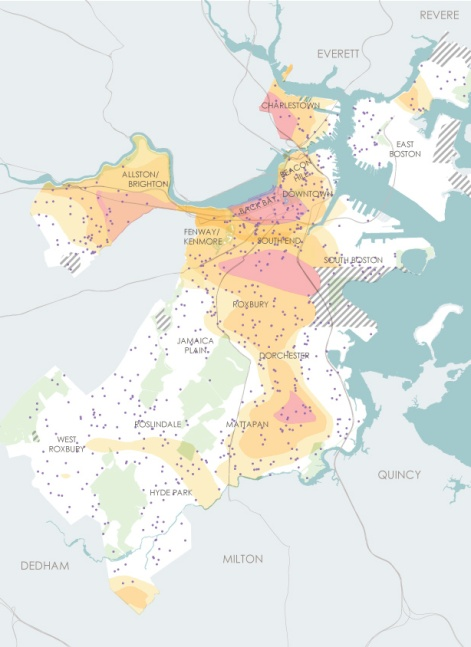 REVERE
EVERETT
CHARLESTOWN
EAST
BOSTON
ALLSTON/
BRIGHTON
BEACON
HILL
DOWNTOWN
BACK BAY
FENWAY/
KENMORE
SOUTH END
SOUTH BOSTON
ROXBURY
JAMAICA
PLAIN
DORCHESTER
ROSLINDALE
MATTAPAN
WEST
ROXBURY
QUINCY
HYDE PARK
MILTON
DEDHAM